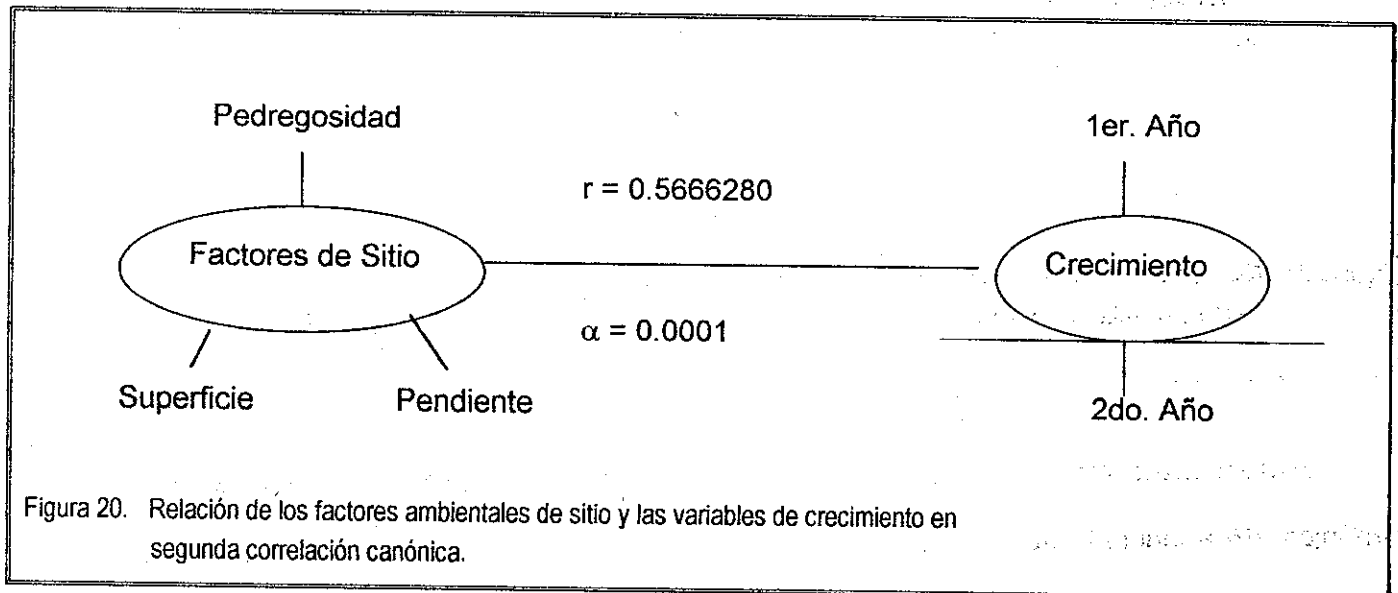 Pedregosidad
1er. Año
r = 0.5666280
Factores de Sitio
Crecimiento
α = 0.0001
Superficie
Pendiente
2do. Año
Figura 20. Relación de los factores ambientales de sitio y las variables de crecimiento en
segunda correlación canónica.